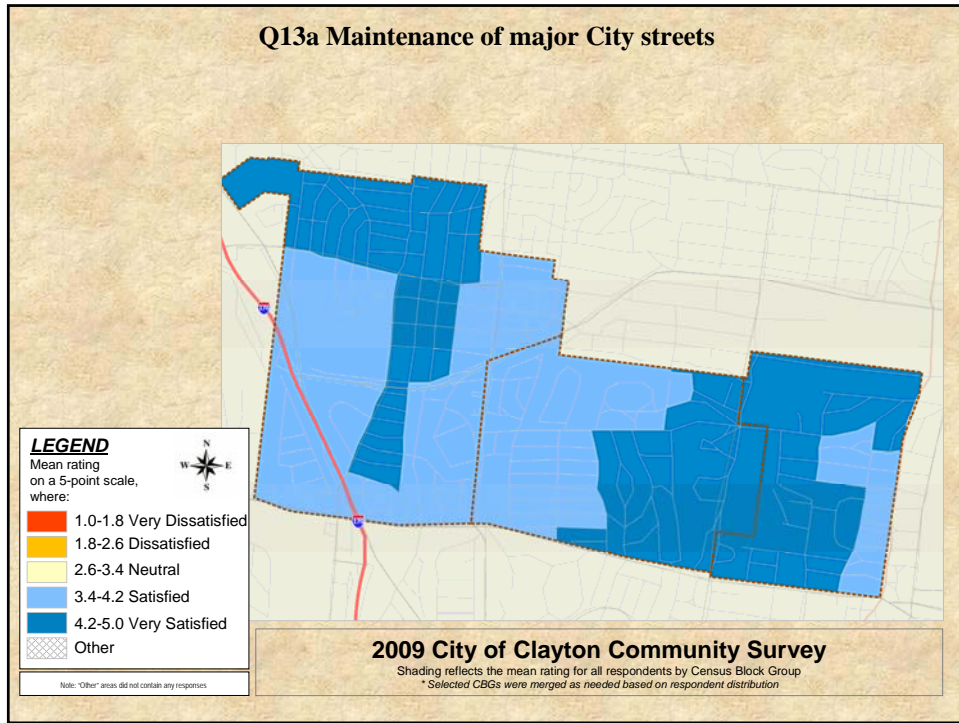 Q13a Maintenance of major City streets
LEGEND
Mean rating
on a 5-point scale,
where:
N
W E
S
1.0-1.8 Very Dissatisfied
1.8-2.6 Dissatisfied
2.6-3.4 Neutral
3.4-4.2 Satisfied
4.2-5.0 Very Satisfied
Other
Note: "Other" areas did not contain any responses
2009 City of Clayton Community Survey
Shading reflects the mean rating for all respondents by Census Block Group
* Selected CBGs were merged as needed based on respondent distribution